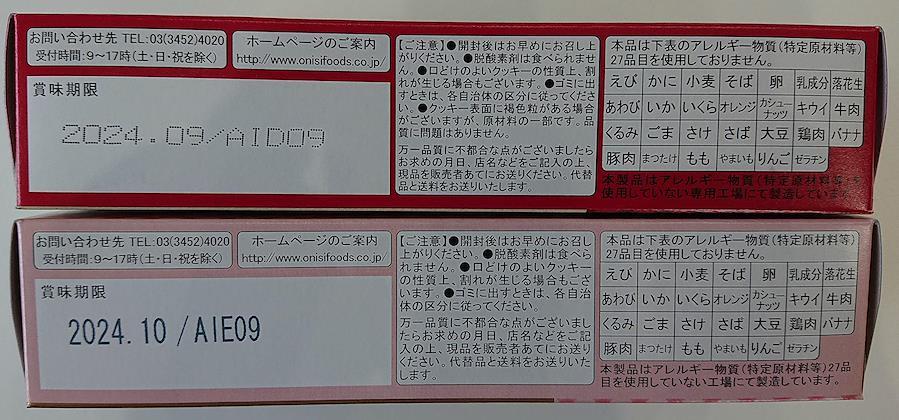 お問い合わせ先 TEL:03(3452)4020
受付時間:9~17時(土・日・祝を除く)
ホームページのご案内
http://www.onisifoods.co.jp/
賞味期限
2024.09/AID09
【ご注意】●開封後はお早めにお召し上
がりください。●脱酸素剤は食べられませ
ん。●口どけのよいクッキーの性質上、割
れが生じる場合もございます。●ゴミに出
すときは、各自治体の区分に従ってくださ
い。●クッキー表面に褐色粒がある場合
がございますが、原材料の一部です。品
質に問題はありません。
万一品質に不都合な点がございましたら
お求めの月日、店名などをご記入の上、
現品を販売者あてにお送りください。代替
品と送料をお送りいたします。
本品は下表のアレルギー物質(特定原材料等)
27品目を使用しておりません。
えび かに 小麦 そば 卵 乳成分 落花生
あわび いか いくら オレンジ カシューナッツ キウイ 牛肉
くるみ ごま さけ さば 大豆 鶏肉 バナナ
豚肉 まつたけ もも やまいも りんご ゼラチン
本製品はアレルギー物質(特定原材料等)を
使用していない専用工場にて製造しています。
お問い合わせ先 TEL:03(3452)4020
受付時間:9~17時(土・日・祝を除く)
ホームページのご案内
http://www.onisifoods.co.jp/
賞味期限
2024.10/AIE09
【ご注意】●開封後はお早めにお召し
上がりください。●脱酸素剤は食べら
れません。●口どけのよいクッキー
の性質上、割れが生じる場合もござ
います。●ゴミに出すときは、各自治
体の区分に従ってください。
万一品質に不都合な点がございまし
たらお求めの月日、店名などをご記
入の上、現品を販売者あてにお送り
ください。代替品と送料をお送りいた
します。
本品は下表のアレルギー物質(特定原材料等)
27品目を使用しておりません。
えび かに 小麦 そば 卵 乳成分 落花生
あわび いか いくら オレンジ カシューナッツ キウイ 牛肉
くるみ ごま さけ さば 大豆 鶏肉 バナナ
豚肉 まつたけ もも やまいも りんご ゼラチン
本製品はアレルギー物質(特定原材料等)27品
目を使用していない工場にて製造しています。